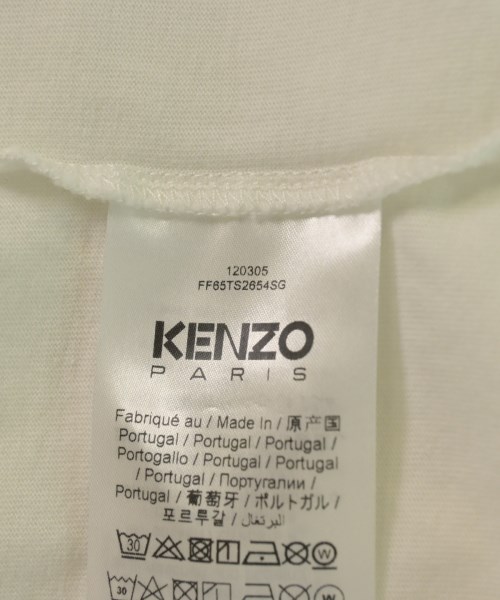 120305
FF65TS2654SG
KENZO
PARIS
Fabriqué au / Made In / 原产国
Portugal / Portugal / Portugal /
Portogallo / Portugal / Portugal
/ Portugal / Португалии /
Portugal / 葡萄牙 / ポルトガル /
포르투갈 / البرتغال /
30 W
30 W